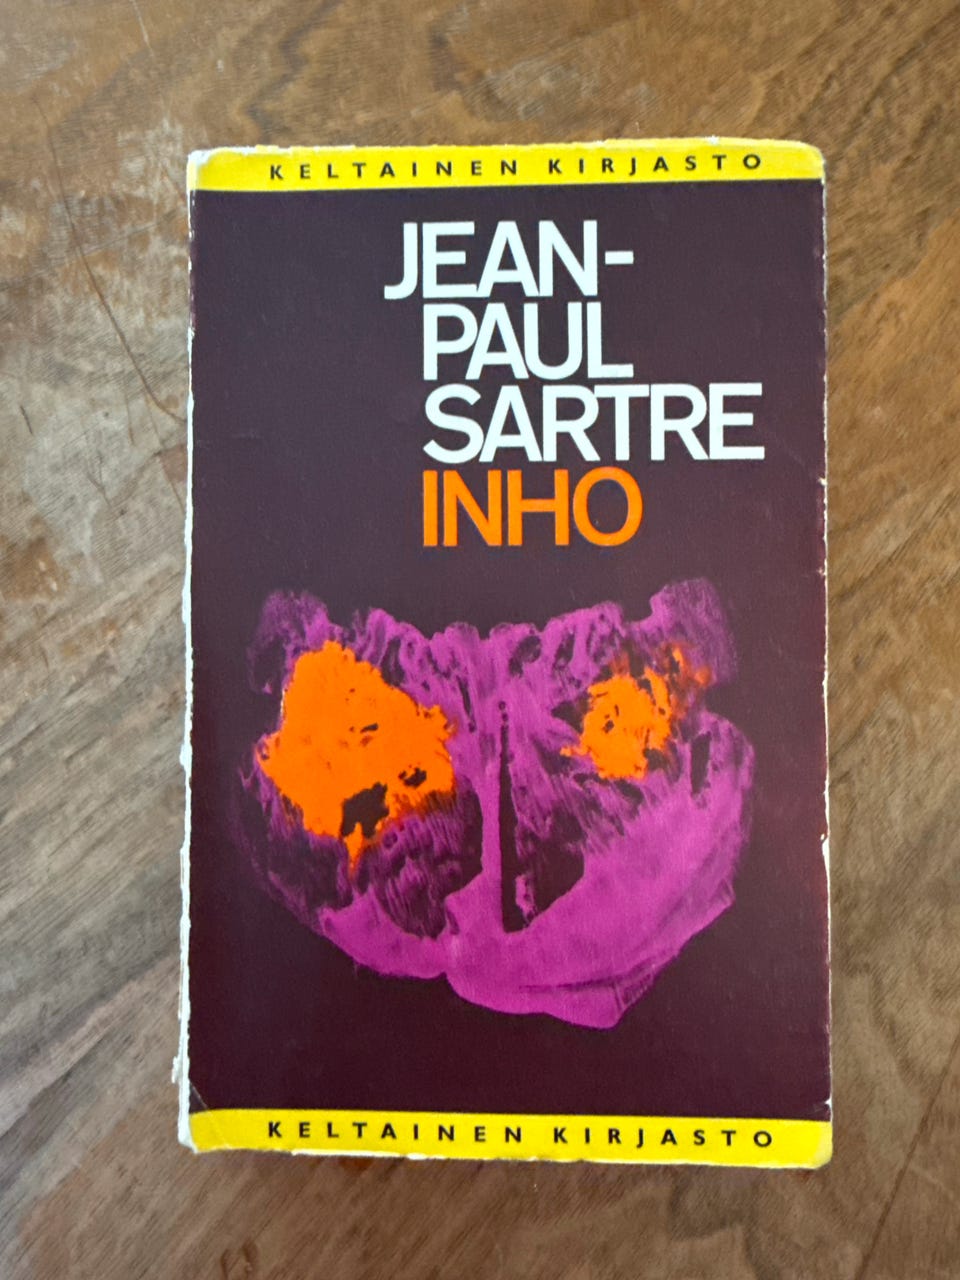 KELTAINEN KIRJASTO
JEAN-
PAUL
SARTRE
INHO
KELTAINEN KIRJASTO